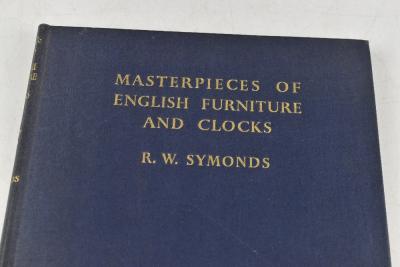 MASTERPIECES OF
ENGLISH FURNITURE
AND CLOCKS
R. W. SYMONDS